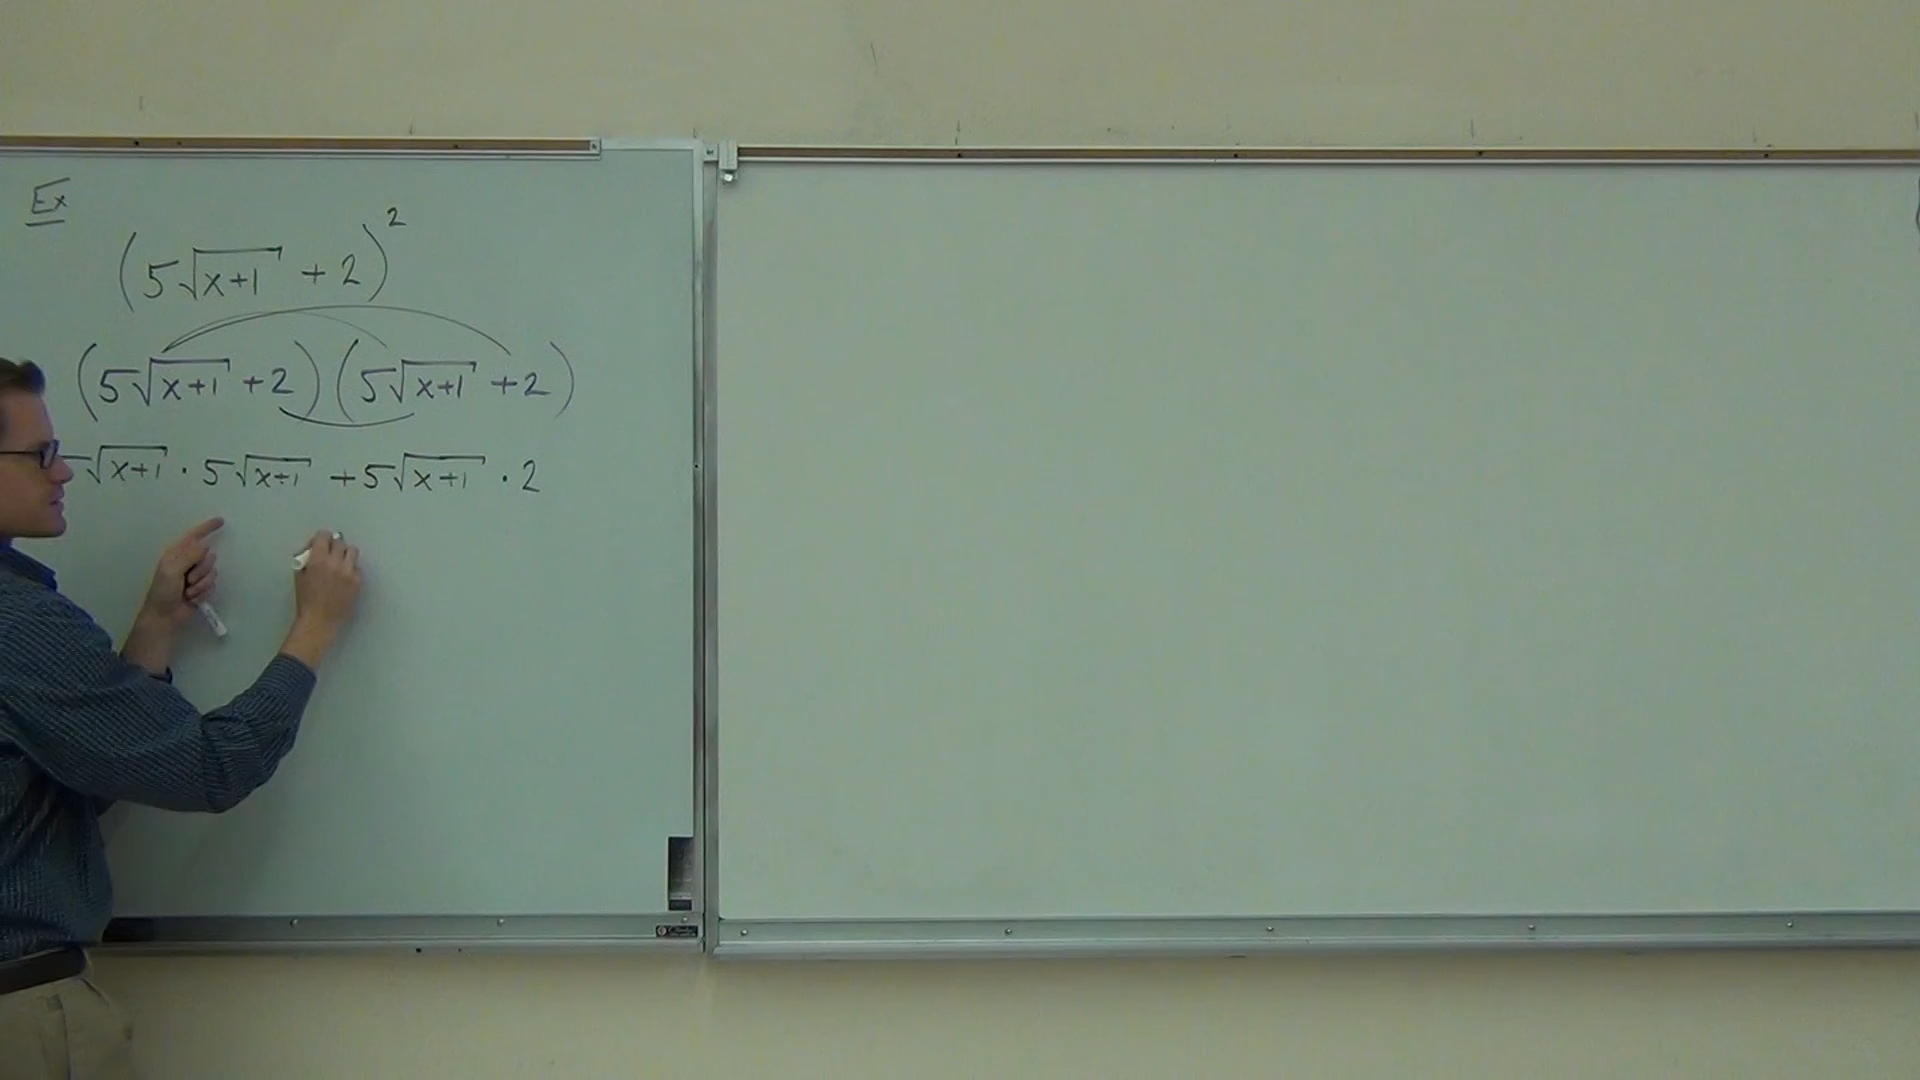 Ex
(5√(x+1) + 2)²
(5√(x+1) + 2)(5√(x+1) + 2)
√(x+1) · 5√(x+1) + 5√(x+1) · 2